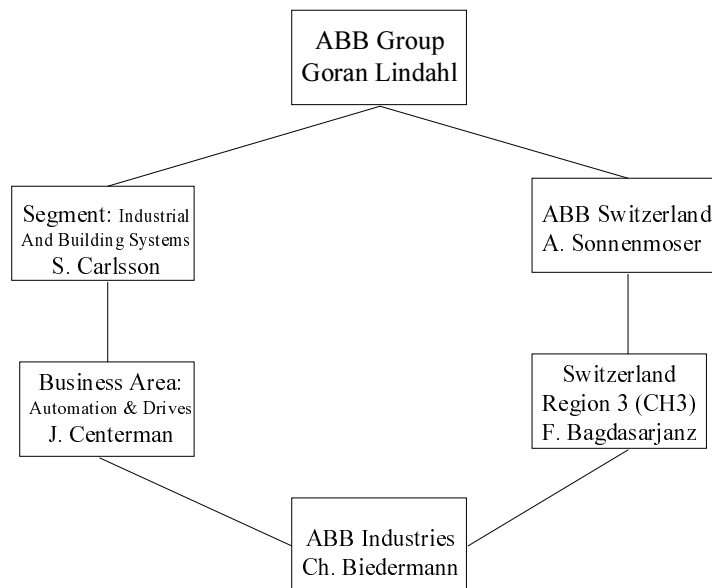 ABB Group
Goran Lindahl
Segment: Industrial
And Building Systems
S. Carlsson
ABB Switzerland
A. Sonnenmoser
Business Area:
Automation & Drives
J. Centerman
Switzerland
Region 3 (CH3)
F. Bagdasarjanz
ABB Industries
Ch. Biedermann